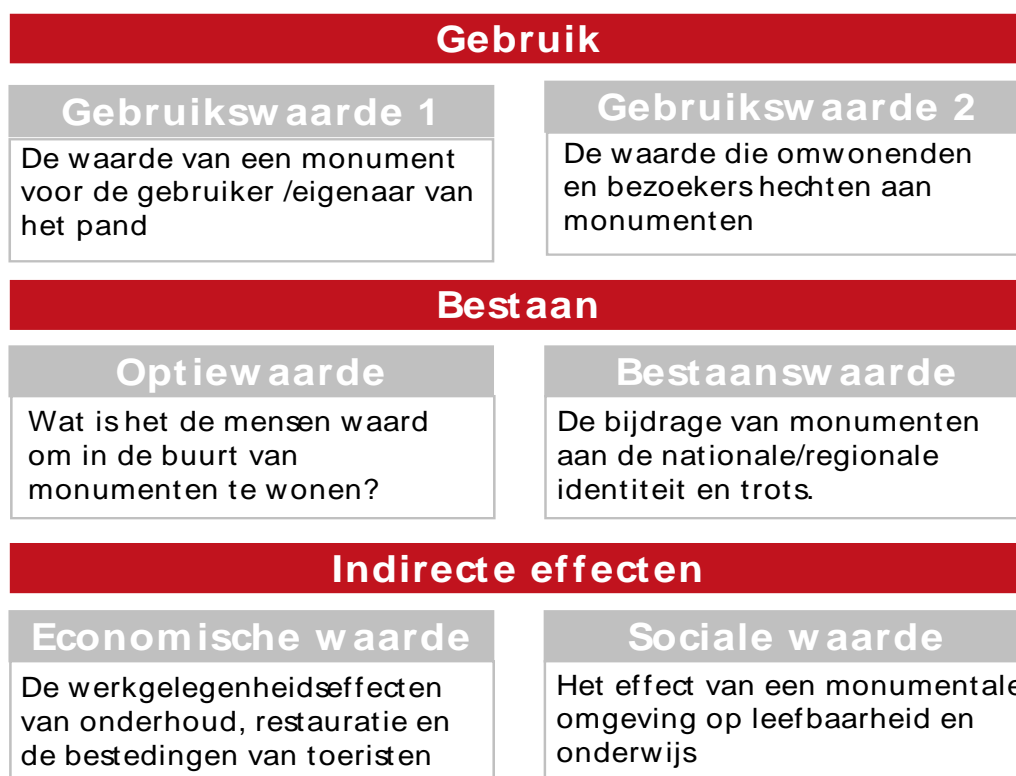 Gebruik
Gebruikswaarde 1
De waarde van een monument
voor de gebruiker /eigenaar van
het pand
Gebruikswaarde 2
De waarde die omwonenden
en bezoekers hechten aan
monumenten
Bestaan
Optiewaarde
Wat is het de mensen waard
om in de buurt van
monumenten te wonen?
Bestaanswaarde
De bijdrage van monumenten
aan de nationale/regionale
identiteit en trots.
Indirecte effecten
Economische waarde
De werkgelegenheidseffecten
van onderhoud, restauratie en
de bestedingen van toeristen
Sociale waarde
Het effect van een monumentale
omgeving op leefbaarheid en
onderwijs